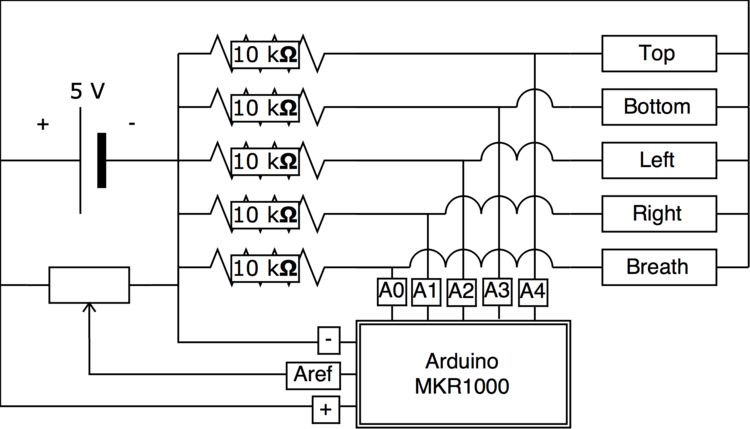 10 kΩ
Top
5 V
10 kΩ
Bottom
+ -
10 kΩ
Left
10 kΩ
Right
10 kΩ
Breath
A0 A1 A2 A3 A4
-
Arduino
MKR1000
Aref
+